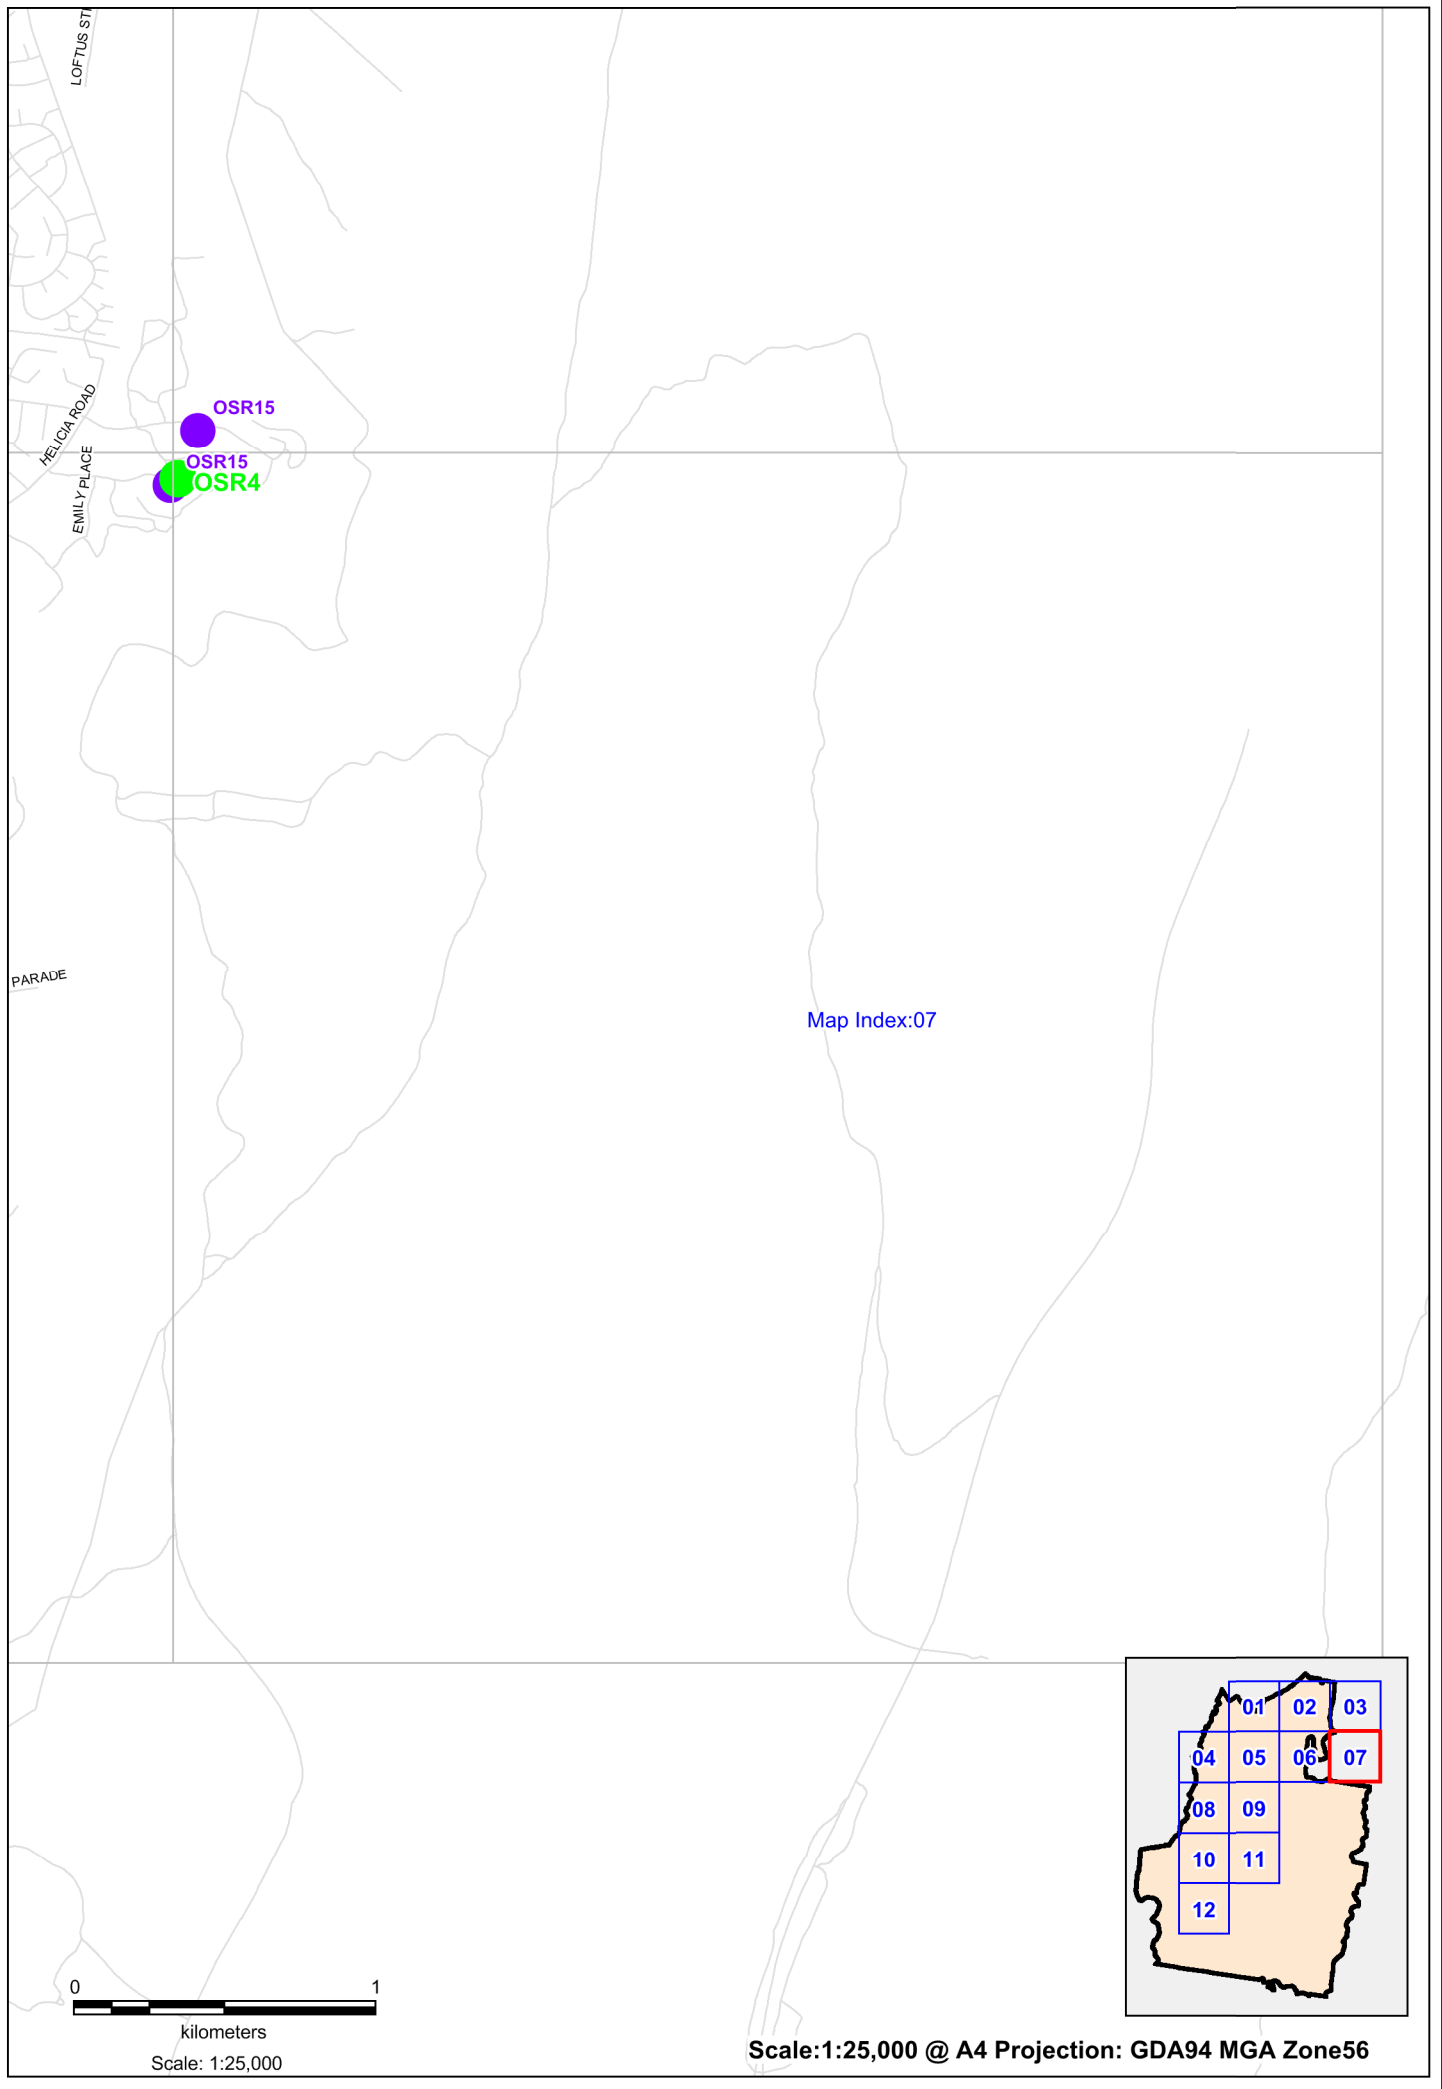 LOFTUS STR
HELICIA ROAD
EMILY PLACE
OSR15
OSR15
OSR4
PARADE
Map Index:07
01 02 03
04 05 06 07
08 09
10 11
12
0 1
kilometers
Scale: 1:25,000
Scale:1:25,000 @ A4 Projection: GDA94 MGA Zone56